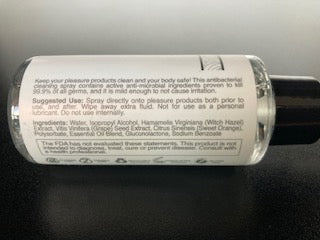 Keep your pleasure products clean and your body safe! This antibacterial
cleaning spray contains active anti-microbial ingredients proven to kill
99.9% of all germs, and it is mild enough to not cause irritation.
Suggested Use: Spray directly onto pleasure products both prior to
use, and after. Wipe away extra fluid. Not for use as a personal
lubricant. Do not use internally.
Ingredients: Water, Isopropyl Alcohol, Hamamelis Virginiana (Witch Hazel)
Extract, Vitis Vinifera (Grape) Seed Extract, Citrus Sinensis (Sweet Orange),
Polysorbate, Essential Oil Blend, Gluconolactone, Sodium Benzoate
The FDA has not evaluated these statements. This product is not
intended to diagnose, treat, cure or prevent disease. Consult with
a health professional.